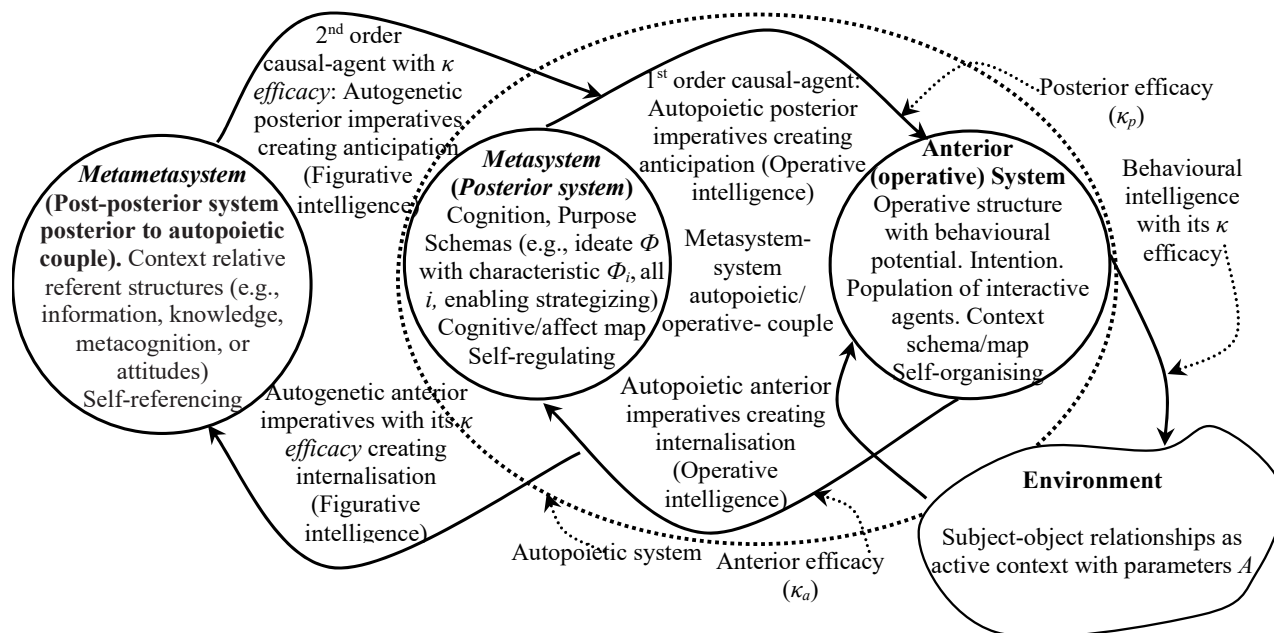 2nd order
causal-agent with κ
efficacy: Autogenetic
posterior imperatives
creating anticipation
(Figurative
intelligence)
1st order causal-agent:
Autopoietic posterior
imperatives creating
anticipation (Operative
intelligence)
Posterior efficacy
(κp)
Metametasystem
(Post-posterior system
posterior to autopoietic
couple). Context relative
referent structures (e.g.,
information, knowledge,
metacognition, or
attitudes)
Self-referencing
Metasystem
(Posterior system)
Cognition, Purpose
Schemas (e.g., ideate Φ
with characteristic Φi, all
i, enabling strategizing)
Cognitive/affect map
Self-regulating
Metasystem-
system
autopoietic/
operative- couple
Anterior
(operative) System
Operative structure
with behavioural
potential. Intention.
Population of interactive
agents. Context
schema/map
Self-organising
Behavioural
intelligence
with its κ
efficacy
Autogenetic anterior
imperatives with its κ
efficacy creating
internalisation
(Figurative
intelligence)
Autopoietic anterior
imperatives creating
internalisation
(Operative
intelligence)
Autopoietic system
Anterior efficacy
(κa)
Environment
Subject-object relationships as
active context with parameters A